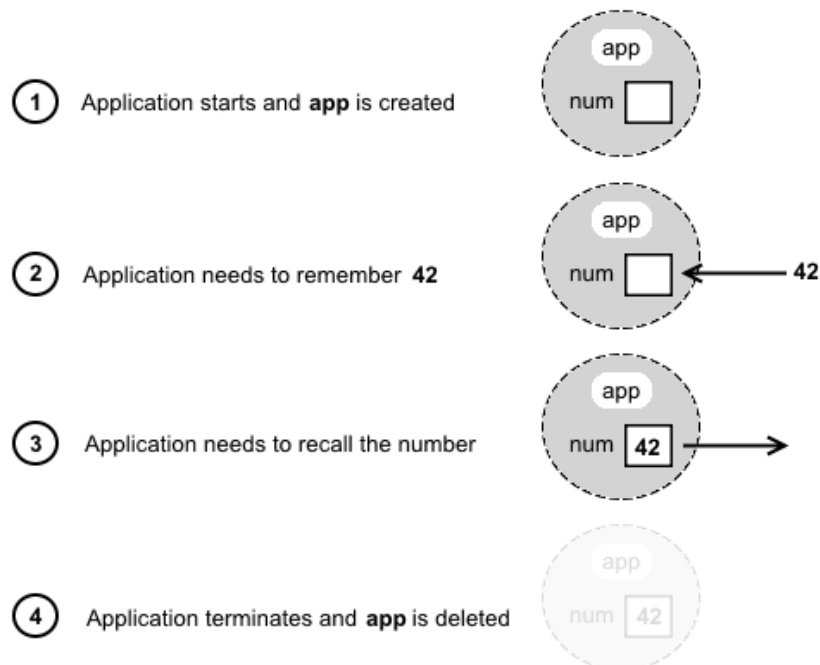 app
1 Application starts and app is created num
app
2 Application needs to remember 42 num 42
app
3 Application needs to recall the number num 42
app
4 Application terminates and app is deleted num 42